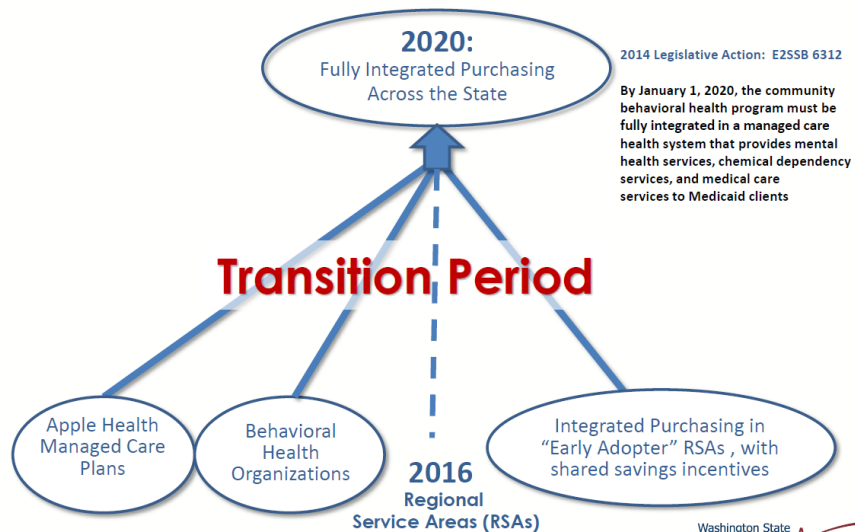 2020:
Fully Integrated Purchasing
Across the State
2014 Legislative Action: E2SSB 6312
By January 1, 2020, the community
behavioral health program must be
fully integrated in a managed care
health system that provides mental
health services, chemical dependency
services, and medical care
services to Medicaid clients
Transition Period
Apple Health
Managed Care
Plans
Behavioral
Health
Organizations
2016
Regional
Service Areas (RSAs)
Integrated Purchasing in
“Early Adopter” RSAs , with
shared savings incentives
Washington State